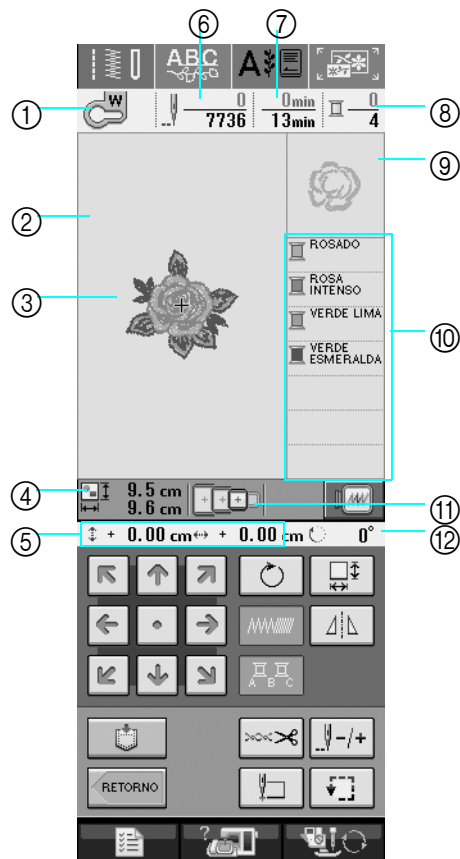 ⑥ ⑦
ABC A
① W 0 7736 0min 13min 0 4 ⑧
⑨
②
ROSADO
ROSA
INTENSO
③
VERDE LIMA
⑩
VERDE
ESMERALDA
④ 9.5 cm
9.6 cm
⑪
⑤ + 0.00 cm + 0.00 cm 0° ⑫
A B C
-/+
RETORNO
?